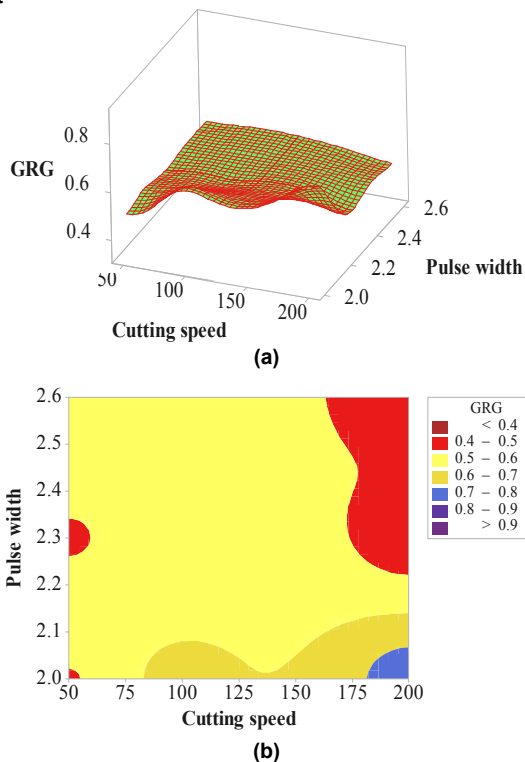 0.8
GRG
0.6
0.4
2.6
2.4
2.2
2.0
Pulse width
50
100
150
200
Cutting speed
(a)
2.6
2.5
2.4
2.3
2.2
2.1
2.0
Pulse width
50
75
100
125
150
175
200
Cutting speed
GRG
< 0.4
0.4 – 0.5
0.5 – 0.6
0.6 – 0.7
0.7 – 0.8
0.8 – 0.9
> 0.9
(b)